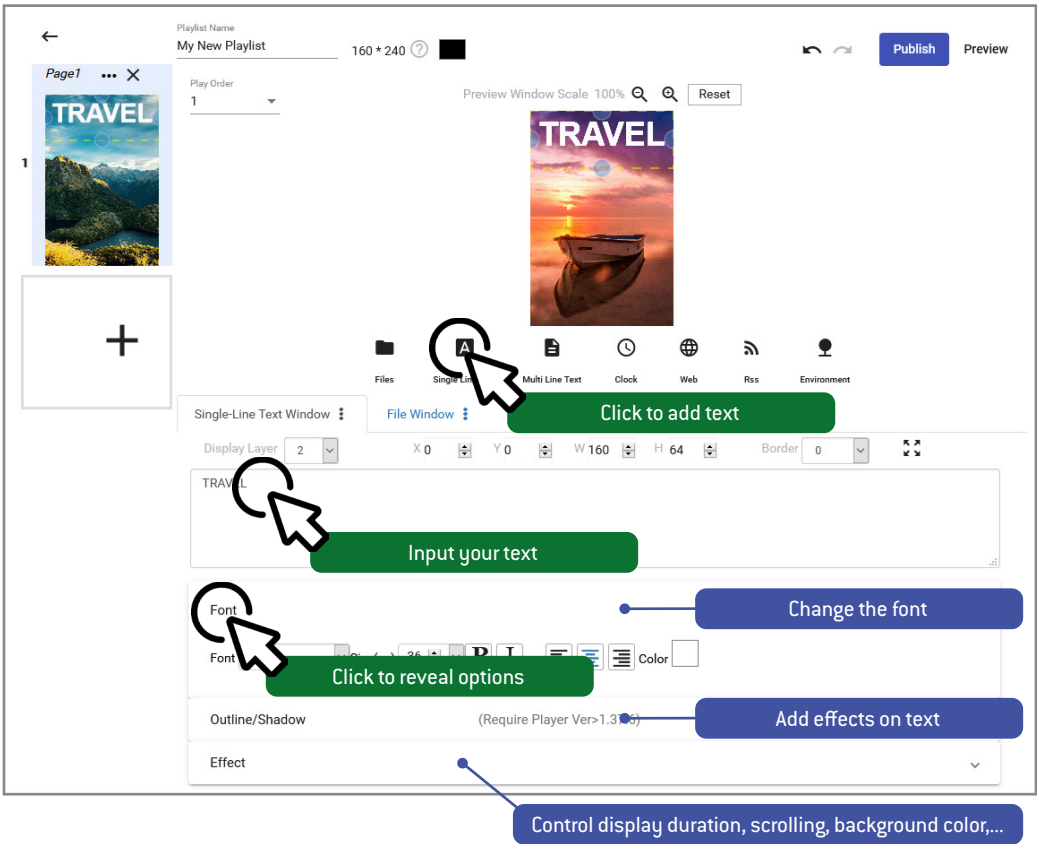 Playlist Name
My New Playlist
160 * 240 ?
Publish
Preview
Page1 ••• X
Play Order
1
Preview Window Scale 100%
Reset
TRAVEL
TRAVEL
1
+
Files
Multi Line Text
Clock
Web
Rss
Environment
Click to add text
Single-Line Text Window
File Window
Display Layer 2
X 0
Y 0
W 160
H 64
Border 0
TRAVEL
Input your text
Font
Change the font
Font
36
Color
Click to reveal options
Outline/Shadow
(Require Player
Add effects on text
Effect
Control display duration, scrolling, background color,...